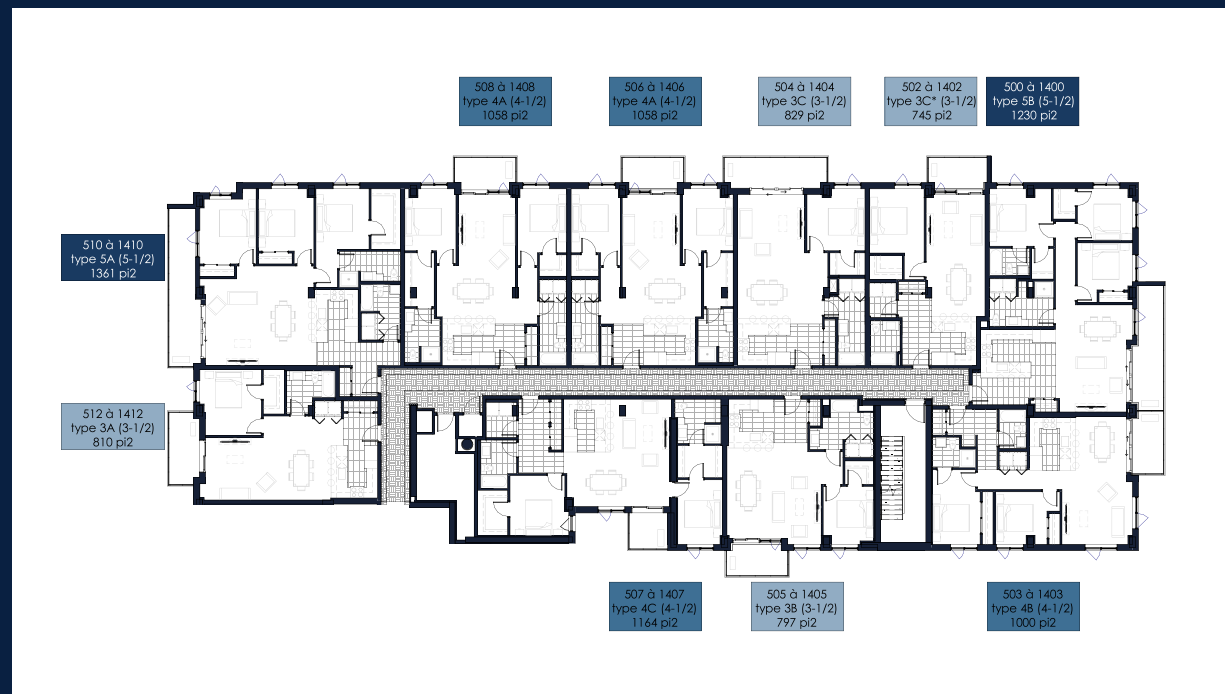 508 à 1408
type 4A (4-1/2)
1058 pi2
506 à 1406
type 4A (4-1/2)
1058 pi2
504 à 1404
type 3C (3-1/2)
829 pi2
502 à 1402
type 3C* (3-1/2)
745 pi2
500 à 1400
type 5B (5-1/2)
1230 pi2
510 à 1410
type 5A (5-1/2)
1361 pi2
512 à 1412
type 3A (3-1/2)
810 pi2
507 à 1407
type 4C (4-1/2)
1164 pi2
505 à 1405
type 3B (3-1/2)
797 pi2
503 à 1403
type 4B (4-1/2)
1000 pi2